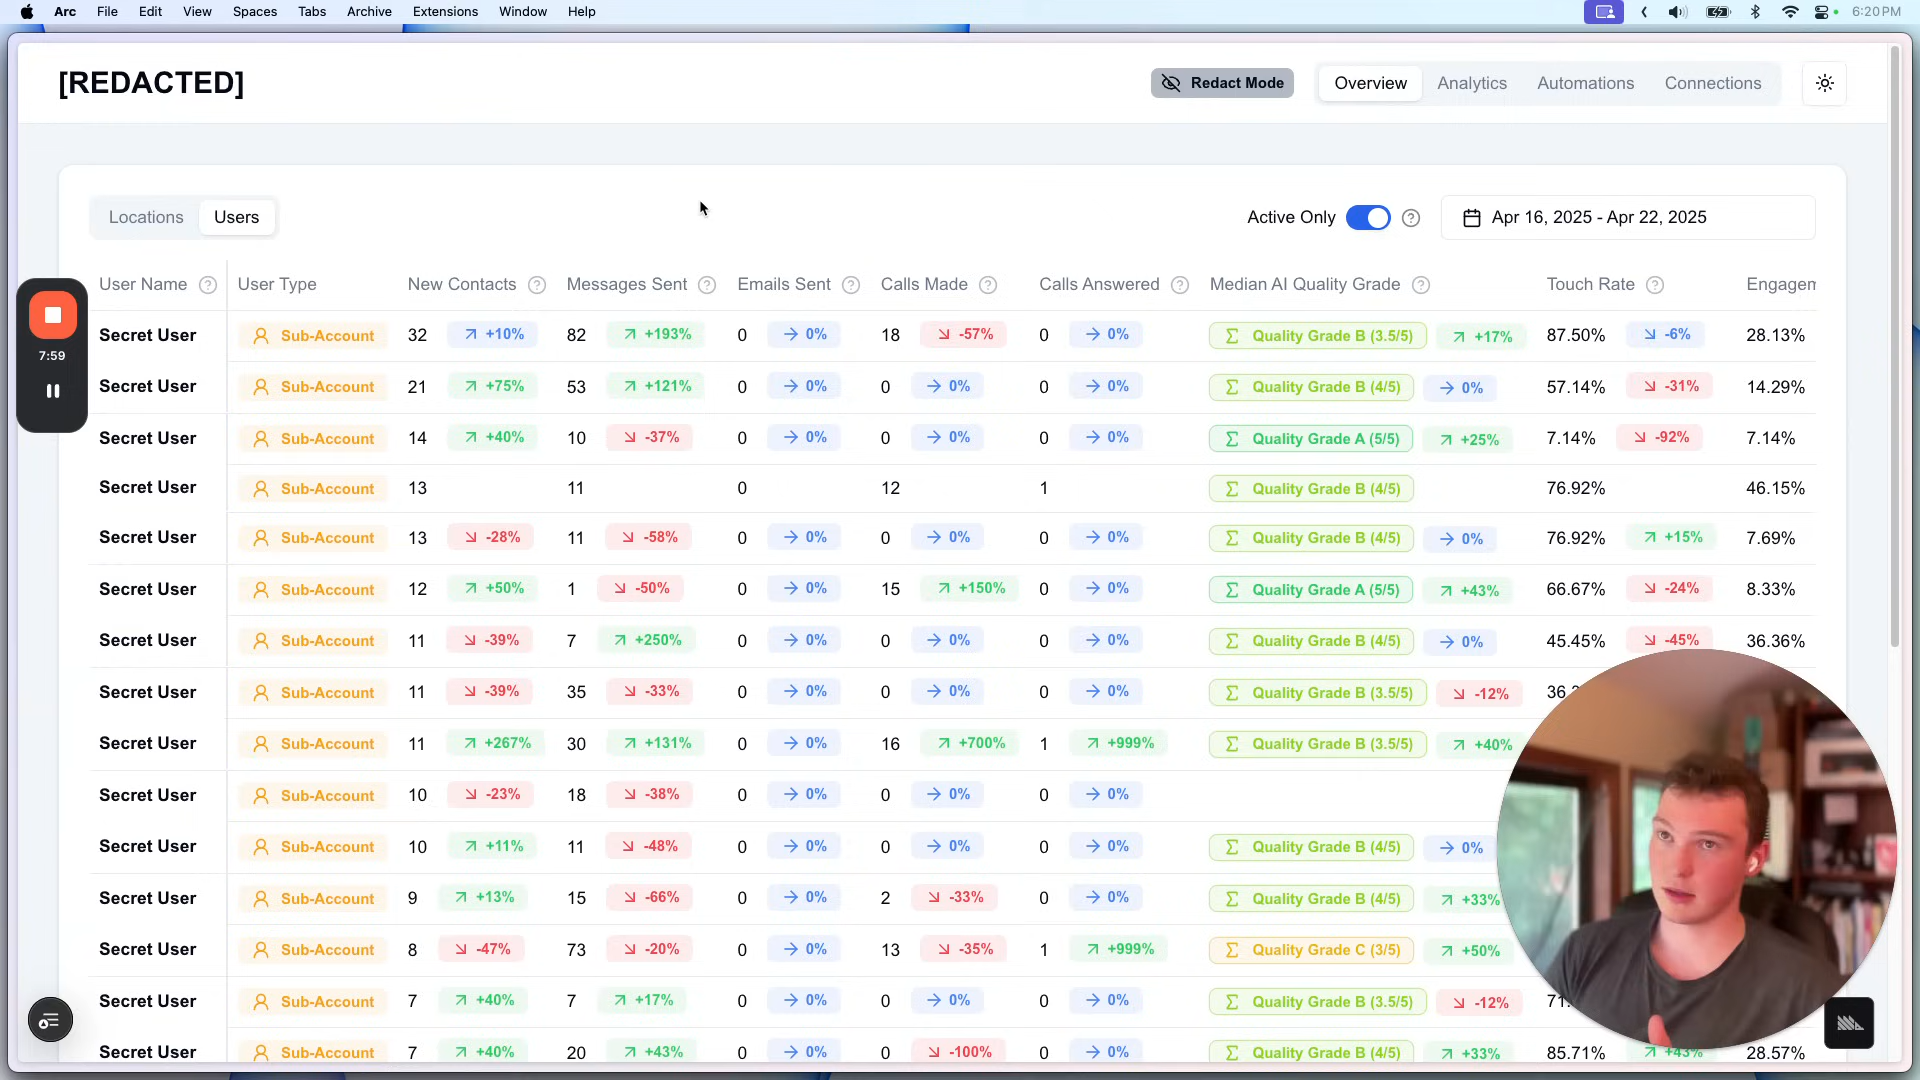 Arc File Edit View Spaces Tabs Archive Extensions Window Help 6:20 PM
[REDACTED] Redact Mode Overview Analytics Automations Connections
Locations Users Active Only Apr 16, 2025 - Apr 22, 2025
User Name User Type New Contacts Messages Sent Emails Sent Calls Made Calls Answered Median AI Quality Grade Touch Rate Engagem
Secret User Sub-Account 32 +10% 82 +193% 0 0% 18 -57% 0 0% Quality Grade B (3.5/5) +17% 87.50% -6% 28.13%
7:59
Secret User Sub-Account 21 +75% 53 +121% 0 0% 0 0% 0 0% Quality Grade B (4/5) 0% 57.14% -31% 14.29%
Secret User Sub-Account 14 +40% 10 -37% 0 0% 0 0% 0 0% Quality Grade A (5/5) +25% 7.14% -92% 7.14%
Secret User Sub-Account 13 11 0 12 1 Quality Grade B (4/5) 76.92% 46.15%
Secret User Sub-Account 13 -28% 11 -58% 0 0% 0 0% 0 0% Quality Grade B (4/5) 0% 76.92% +15% 7.69%
Secret User Sub-Account 12 +50% 1 -50% 0 0% 15 +150% 0 0% Quality Grade A (5/5) +43% 66.67% -24% 8.33%
Secret User Sub-Account 11 -39% 7 +250% 0 0% 0 0% 0 0% Quality Grade B (4/5) 0% 45.45% -45% 36.36%
Secret User Sub-Account 11 -39% 35 -33% 0 0% 0 0% 0 0% Quality Grade B (3.5/5) -12%
Secret User Sub-Account 11 +267% 30 +131% 0 0% 16 +700% 1 +999% Quality Grade B (3.5/5) +40%
Secret User Sub-Account 10 -23% 18 -38% 0 0% 0 0% 0 0%
Secret User Sub-Account 10 +11% 11 -48% 0 0% 0 0% 0 0% Quality Grade B (4/5) 0%
Secret User Sub-Account 9 +13% 15 -66% 0 0% 2 -33% 0 0% Quality Grade B (4/5) +33%
Secret User Sub-Account 8 -47% 73 -20% 0 0% 13 -35% 1 +999% Quality Grade C (3/5) +50%
Secret User Sub-Account 7 +40% 7 +17% 0 0% 0 0% 0 0% Quality Grade B (3.5/5) -12%
Secret User Sub-Account 7 +40% 20 +43% 0 0% 0 -100% 0 0% Quality Grade B (4/5) +33% 85.71% +43% 28.57%